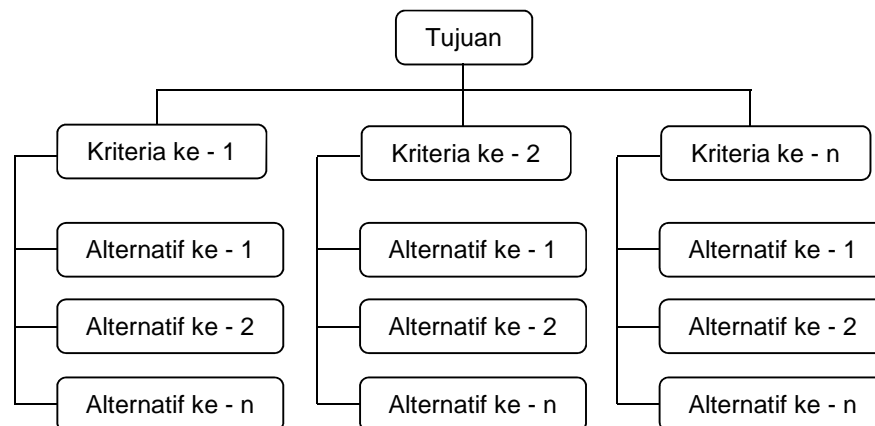 Tujuan
Kriteria ke - 1
Kriteria ke - 2
Kriteria ke - n
Alternatif ke - 1
Alternatif ke - 1
Alternatif ke - 1
Alternatif ke - 2
Alternatif ke - 2
Alternatif ke - 2
Alternatif ke - n
Alternatif ke - n
Alternatif ke - n